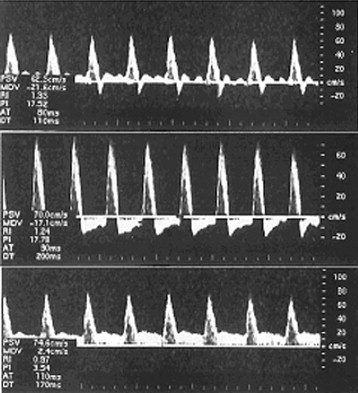 100
80
60
40
20
cm/s
-20
PSV 62.5cm/s
MDV -21.6cm/s
RI 1.35
PI 17.52
AT 80ms
DT 110ms
60
40
20
cm/s
-20
PSV 70.0cm/s
MDV -17.1cm/s
RI 1.24
PI 17.78
AT 90ms
DT 200ms
100
80
60
40
20
cm/s
-20
PSV 74.6cm/s
MDV 2.4cm/s
RI 0.97
PI 3.54
AT 110ms
DT 170ms